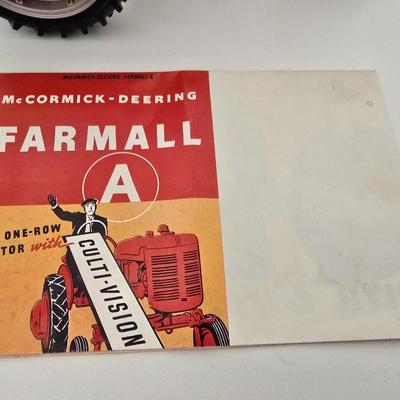 McCORMICK-DEERING FARMALL-A
McCORMICK-DEERING
FARMALL
A
ONE-ROW
TOR with
CULTI-VISION